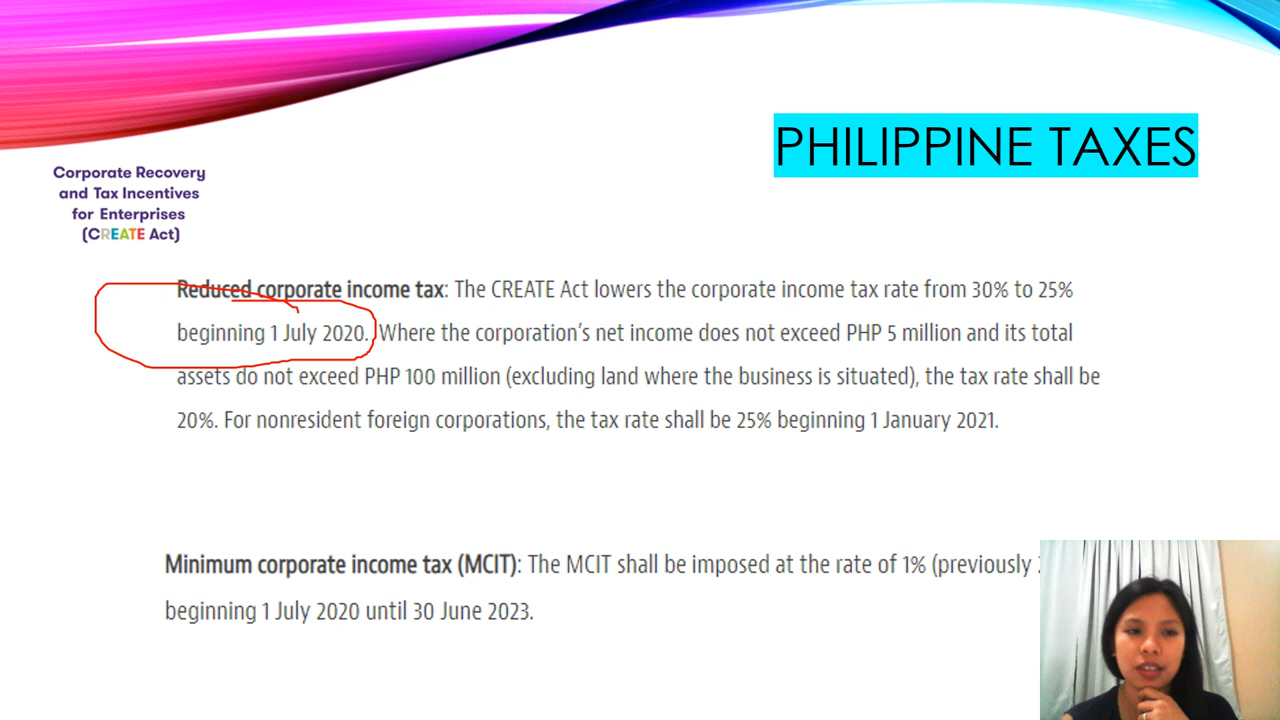 PHILIPPINE TAXES
Corporate Recovery
and Tax Incentives
for Enterprises
(CREATE Act)
Reduced corporate income tax: The CREATE Act lowers the corporate income tax rate from 30% to 25%
beginning 1 July 2020. Where the corporation's net income does not exceed PHP 5 million and its total
assets do not exceed PHP 100 million (excluding land where the business is situated), the tax rate shall be
20%. For nonresident foreign corporations, the tax rate shall be 25% beginning 1 January 2021.
Minimum corporate income tax (MCIT): The MCIT shall be imposed at the rate of 1% (previously
beginning 1 July 2020 until 30 June 2023.